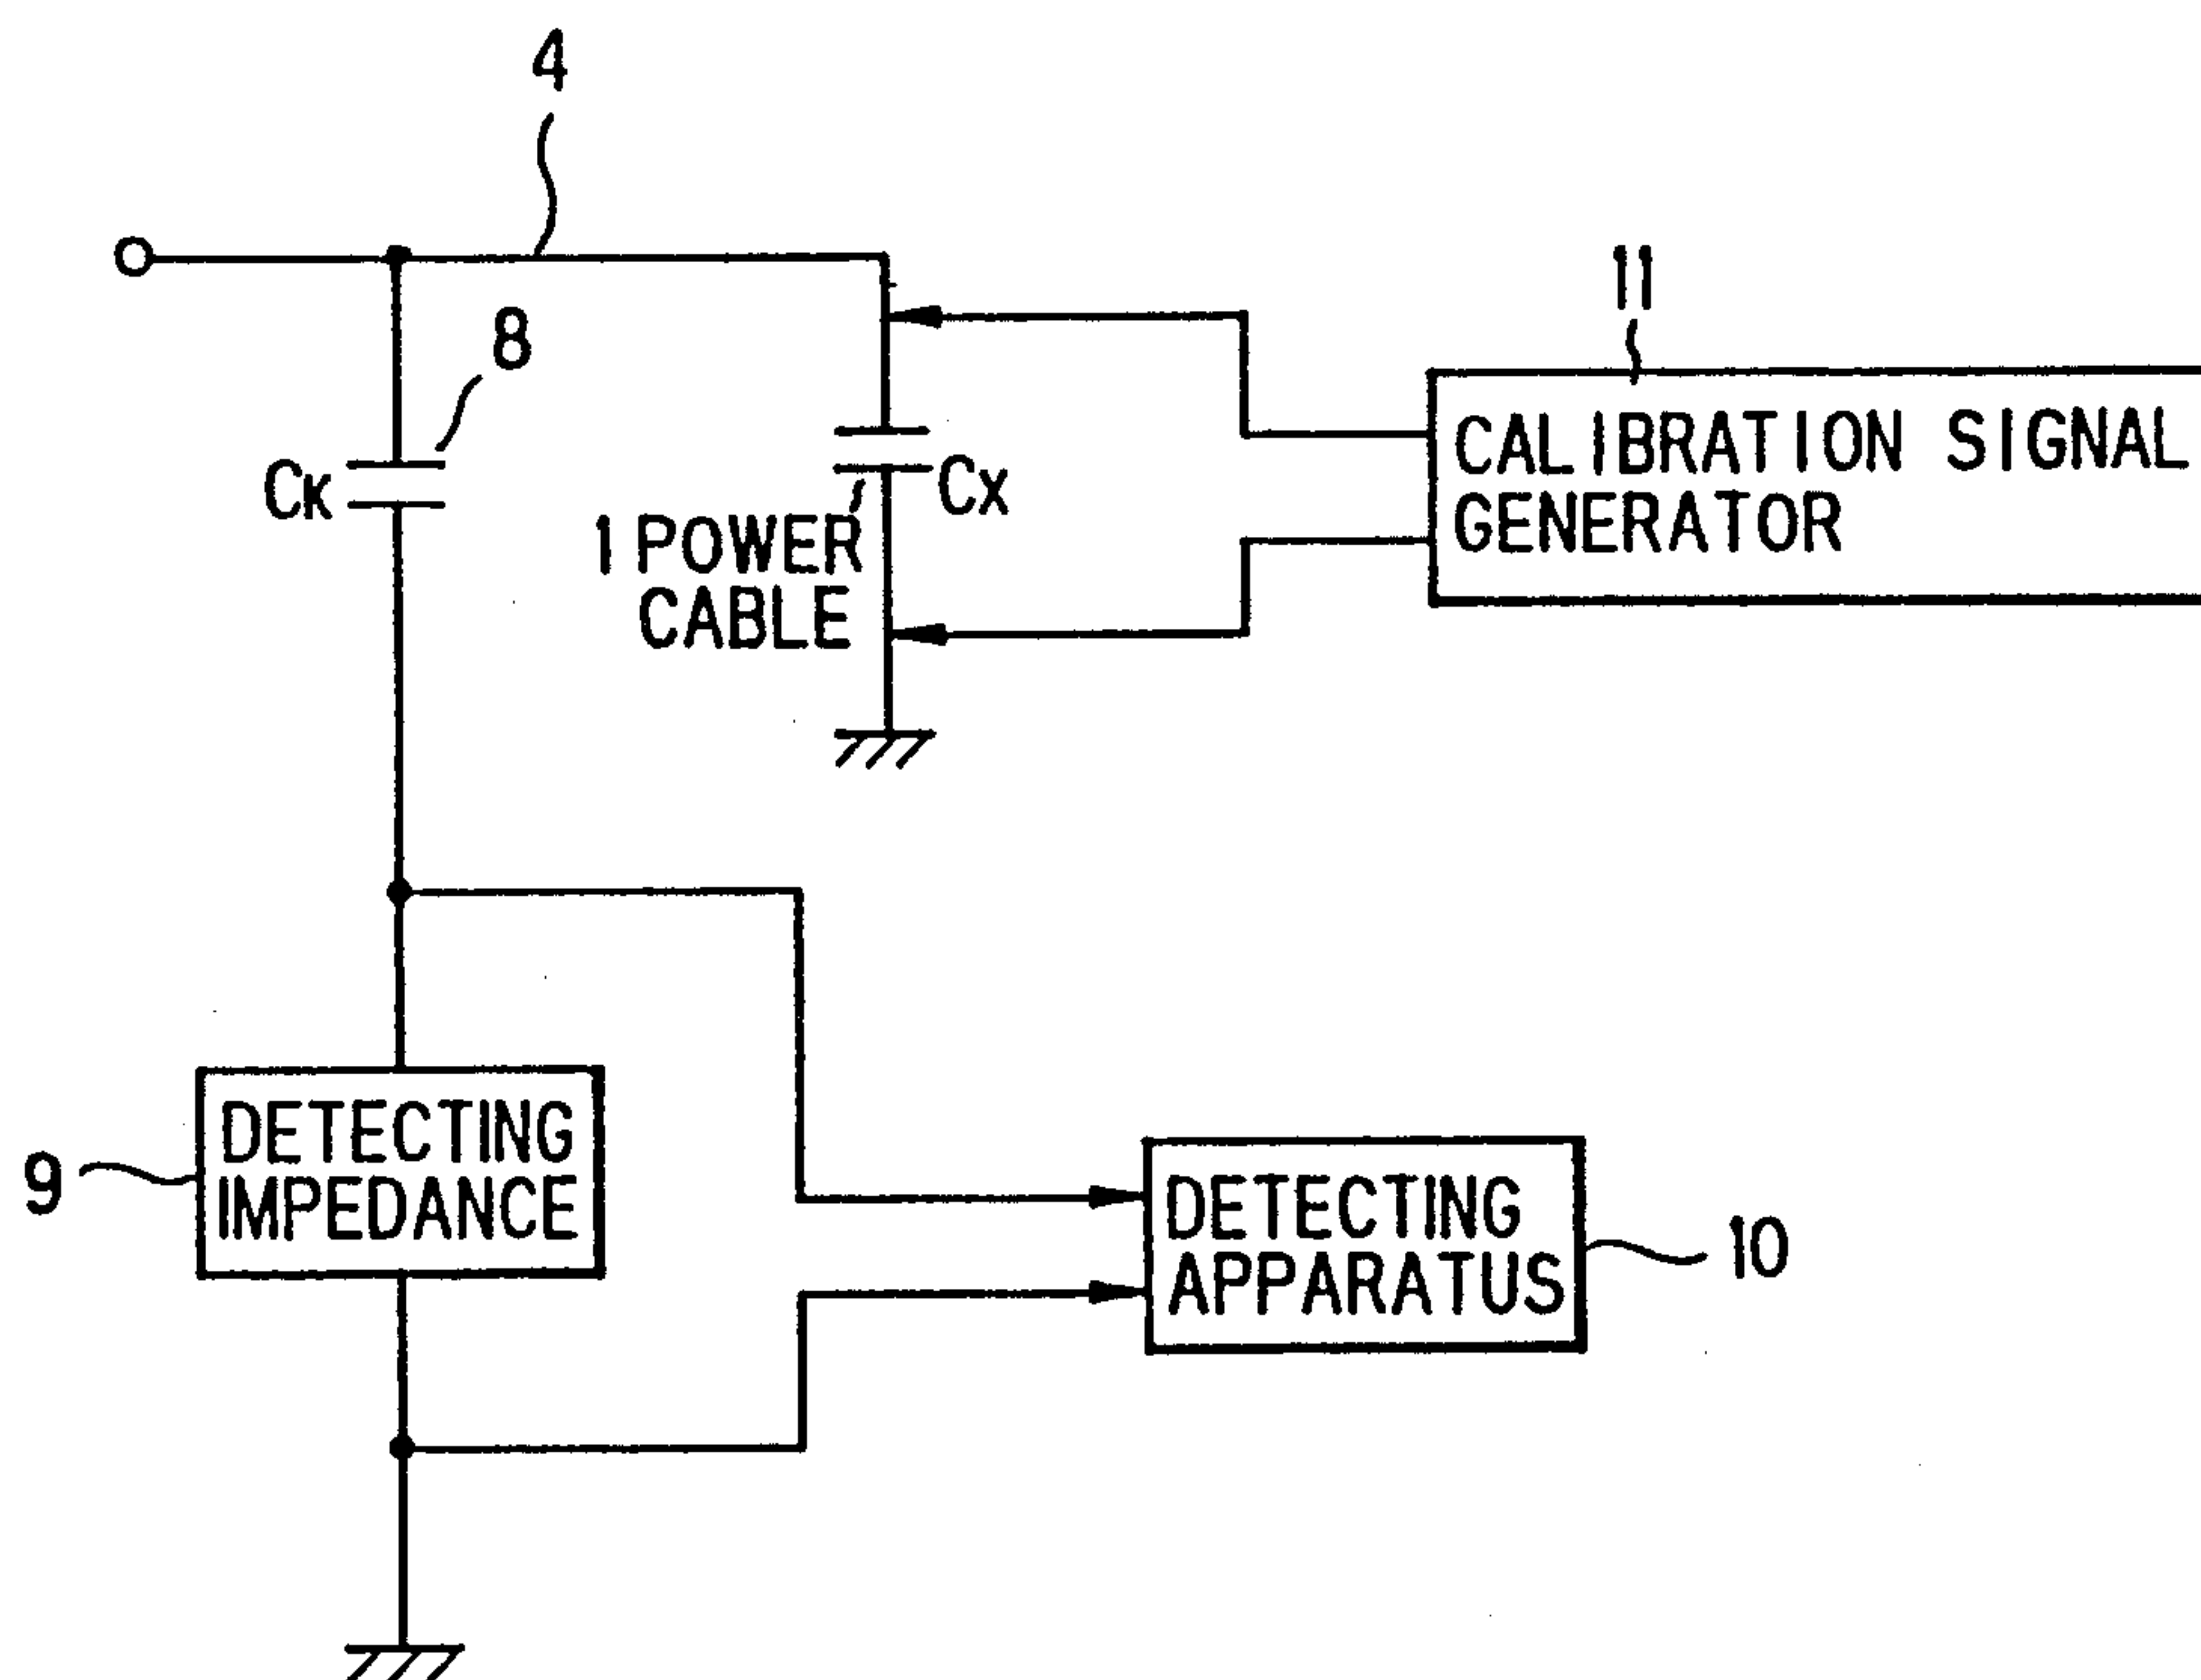 4
8
11
CALIBRATION SIGNAL
GENERATOR
CK
CX
1 POWER
CABLE
DETECTING
IMPEDANCE
9
DETECTING
APPARATUS
10